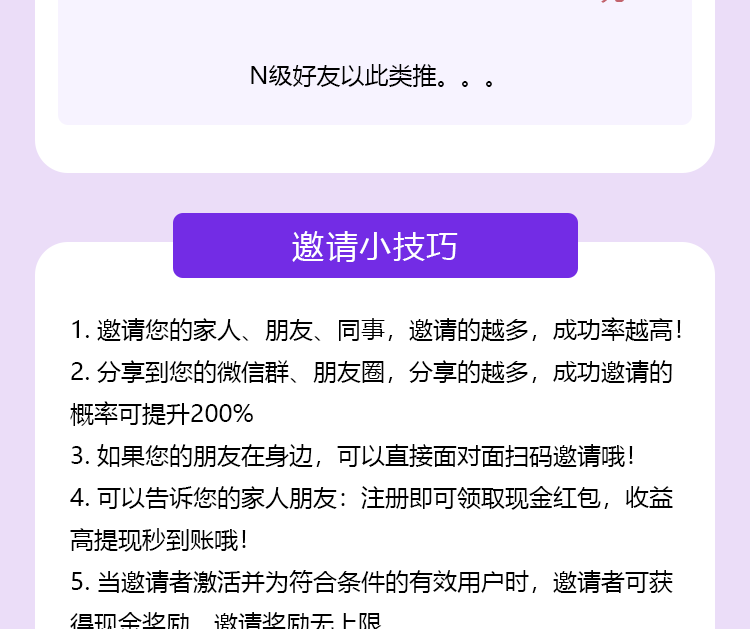 N级好友以此类推。。。
邀请小技巧
1. 邀请您的家人、朋友、同事，邀请的越多，成功率越高！
2. 分享到您的微信群、朋友圈，分享的越多，成功邀请的
概率可提升200%
3. 如果您的朋友在身边，可以直接面对面扫码邀请哦！
4. 可以告诉您的家人朋友：注册即可领取现金红包，收益
高提现秒到账哦！
5. 当邀请者激活并为符合条件的有效用户时，邀请者可获
得现金奖励，邀请奖励无上限